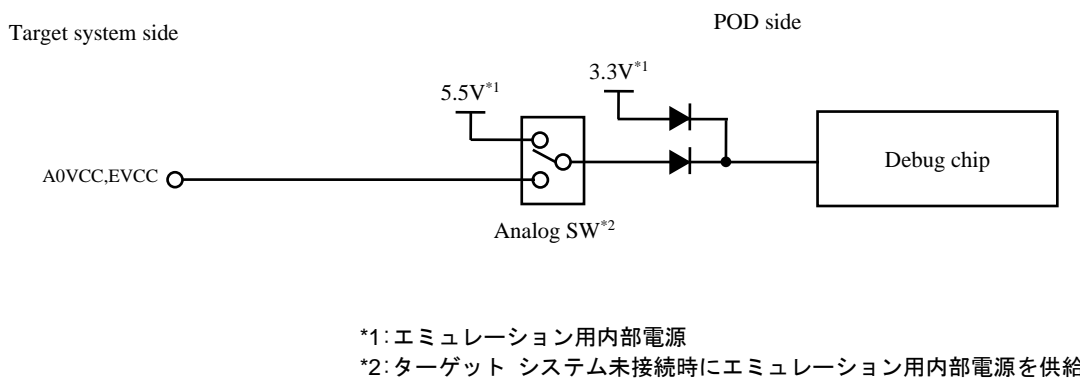 POD side
Target system side
3.3V*1
5.5V*1
Debug chip
A0VCC,EVCC
Analog SW*2
*1:エミュレーション用内部電源
*2:ターゲット システム未接続時にエミュレーション用内部電源を供給